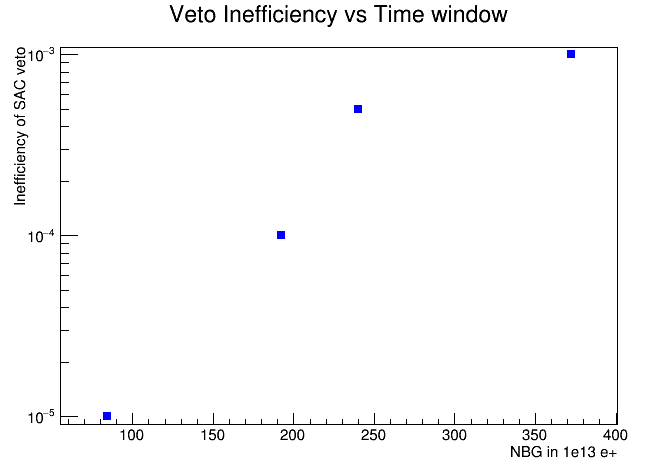 Veto Inefficiency vs Time window
Inefficiency of SAC veto
10⁻³
10⁻⁴
10⁻⁵
100 150 200 250 300 350 400
NBG in 1e13 e+